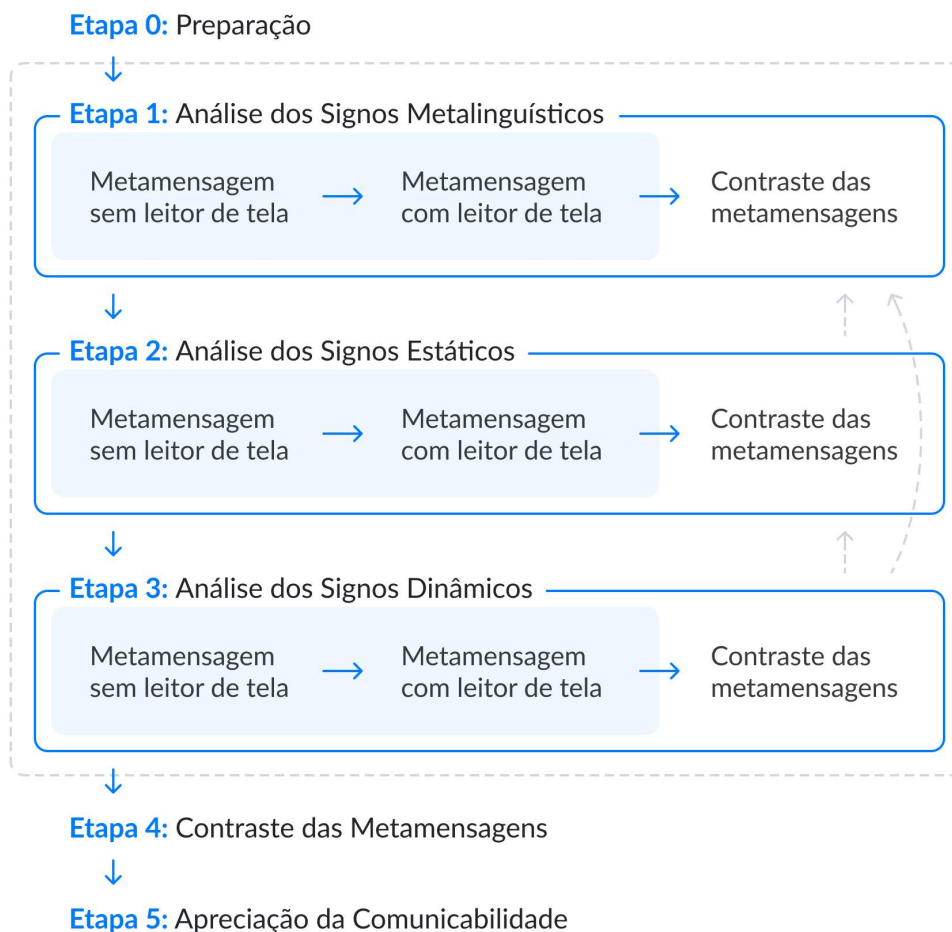 Etapa 0: Preparação
Etapa 1: Análise dos Signos Metalinguísticos
Metamensagem
sem leitor de tela
Metamensagem
com leitor de tela
Contraste das
metamensagens
Etapa 2: Análise dos Signos Estáticos
Metamensagem
sem leitor de tela
Metamensagem
com leitor de tela
Contraste das
metamensagens
Etapa 3: Análise dos Signos Dinâmicos
Metamensagem
sem leitor de tela
Metamensagem
com leitor de tela
Contraste das
metamensagens
Etapa 4: Contraste das Metamensagens
Etapa 5: Apreciação da Comunicabilidade